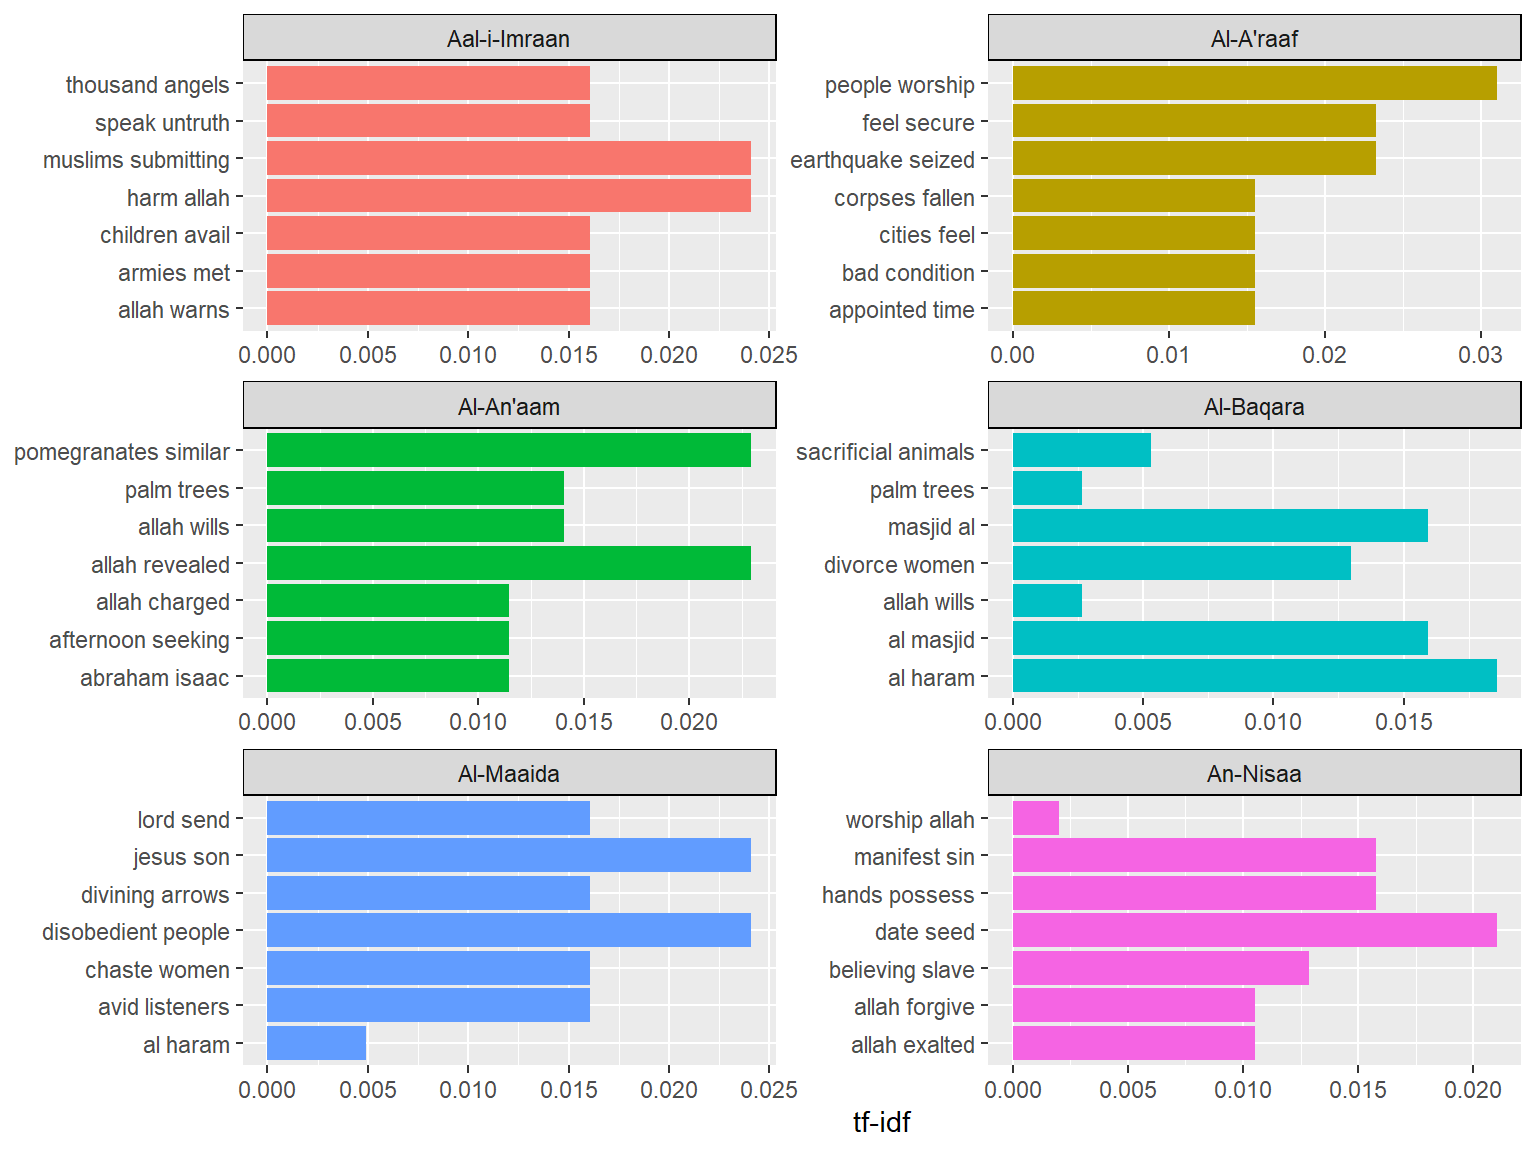 Aal-i-Imraan
thousand angels
speak untruth
muslims submitting
harm allah
children avail
armies met
allah warns
0.000 0.005 0.010 0.015 0.020 0.025
Al-A'raaf
people worship
feel secure
earthquake seized
corpses fallen
cities feel
bad condition
appointed time
0.00 0.01 0.02 0.03
Al-An'aam
pomegranates similar
palm trees
allah wills
allah revealed
allah charged
afternoon seeking
abraham isaac
0.000 0.005 0.010 0.015 0.020
Al-Baqara
sacrificial animals
palm trees
masjid al
divorce women
allah wills
al masjid
al haram
0.000 0.005 0.010 0.015
Al-Maaida
lord send
jesus son
divining arrows
disobedient people
chaste women
avid listeners
al haram
0.000 0.005 0.010 0.015 0.020 0.025
An-Nisaa
worship allah
manifest sin
hands possess
date seed
believing slave
allah forgive
allah exalted
0.000 0.005 0.010 0.015 0.020
tf-idf